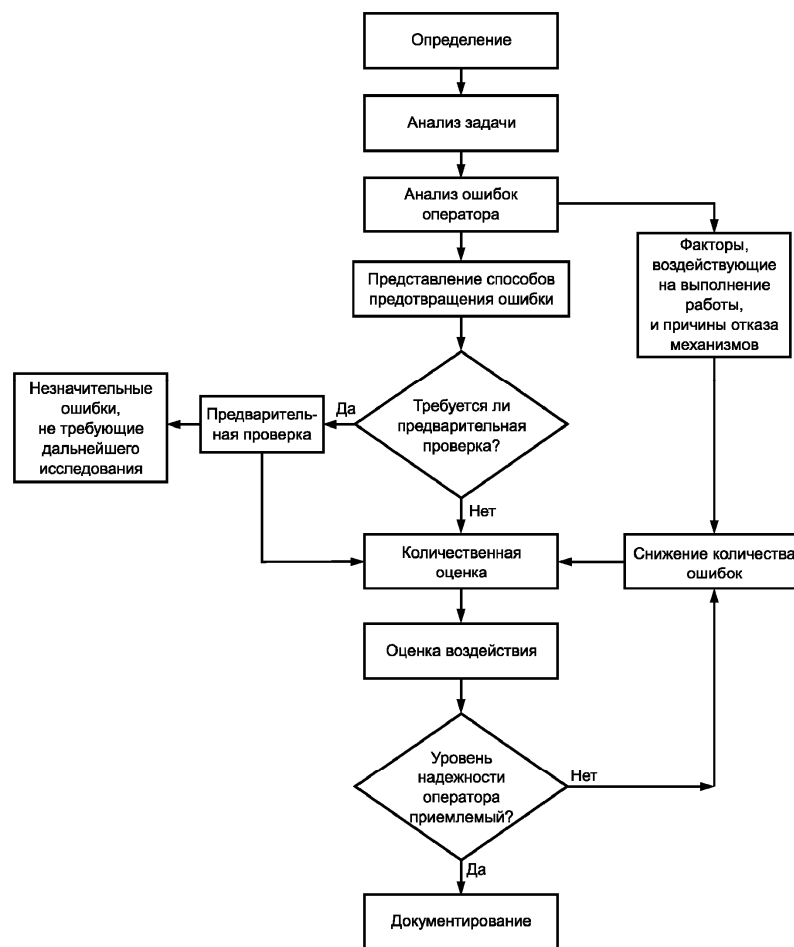 Определение
Анализ задачи
Анализ ошибок
оператора
Факторы,
воздействующие
на выполнение
работы,
и причины отказа
механизмов
Представление способов
предотвращения ошибки
Незначительные
ошибки,
не требующие
дальнейшего
исследования
Предваритель-
ная проверка
Да
Требуется ли
предварительная
проверка?
Нет
Количественная
оценка
Снижение количества
ошибок
Оценка воздействия
Уровень
надежности
оператора
приемлемый?
Нет
Да
Документирование